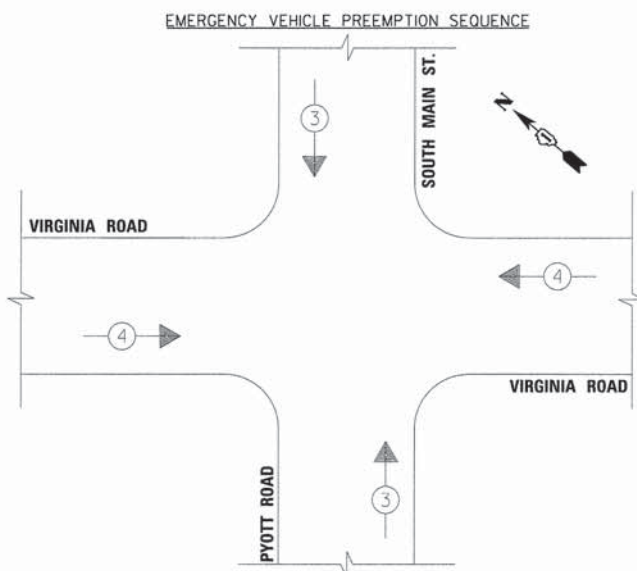 EMERGENCY VEHICLE PREEMPTION SEQUENCE
3
SOUTH MAIN ST.
N
VIRGINIA ROAD
4
4
VIRGINIA ROAD
PYOTT ROAD
3